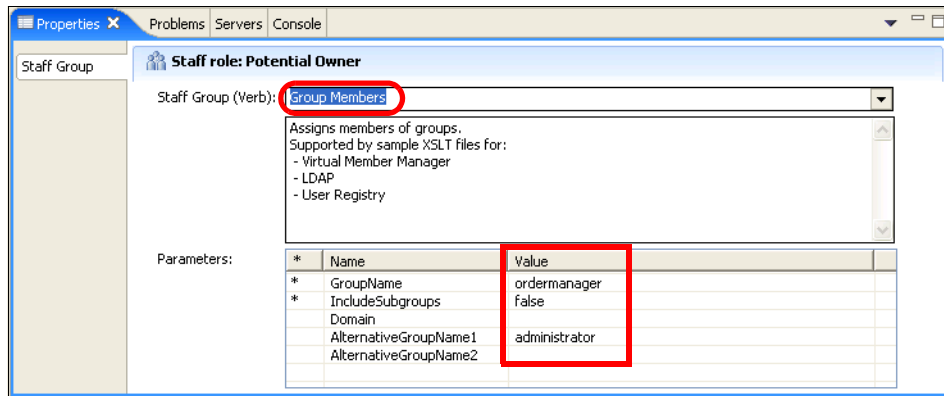 Properties Problems Servers Console
Staff Group
Staff role: Potential Owner
Staff Group (Verb): Group Members
Assigns members of groups.
Supported by sample XSLT files for:
- Virtual Member Manager
- LDAP
- User Registry
Parameters:
* Name Value
* GroupName ordermanager
* IncludeSubgroups false
Domain
AlternativeGroupName1 administrator
AlternativeGroupName2